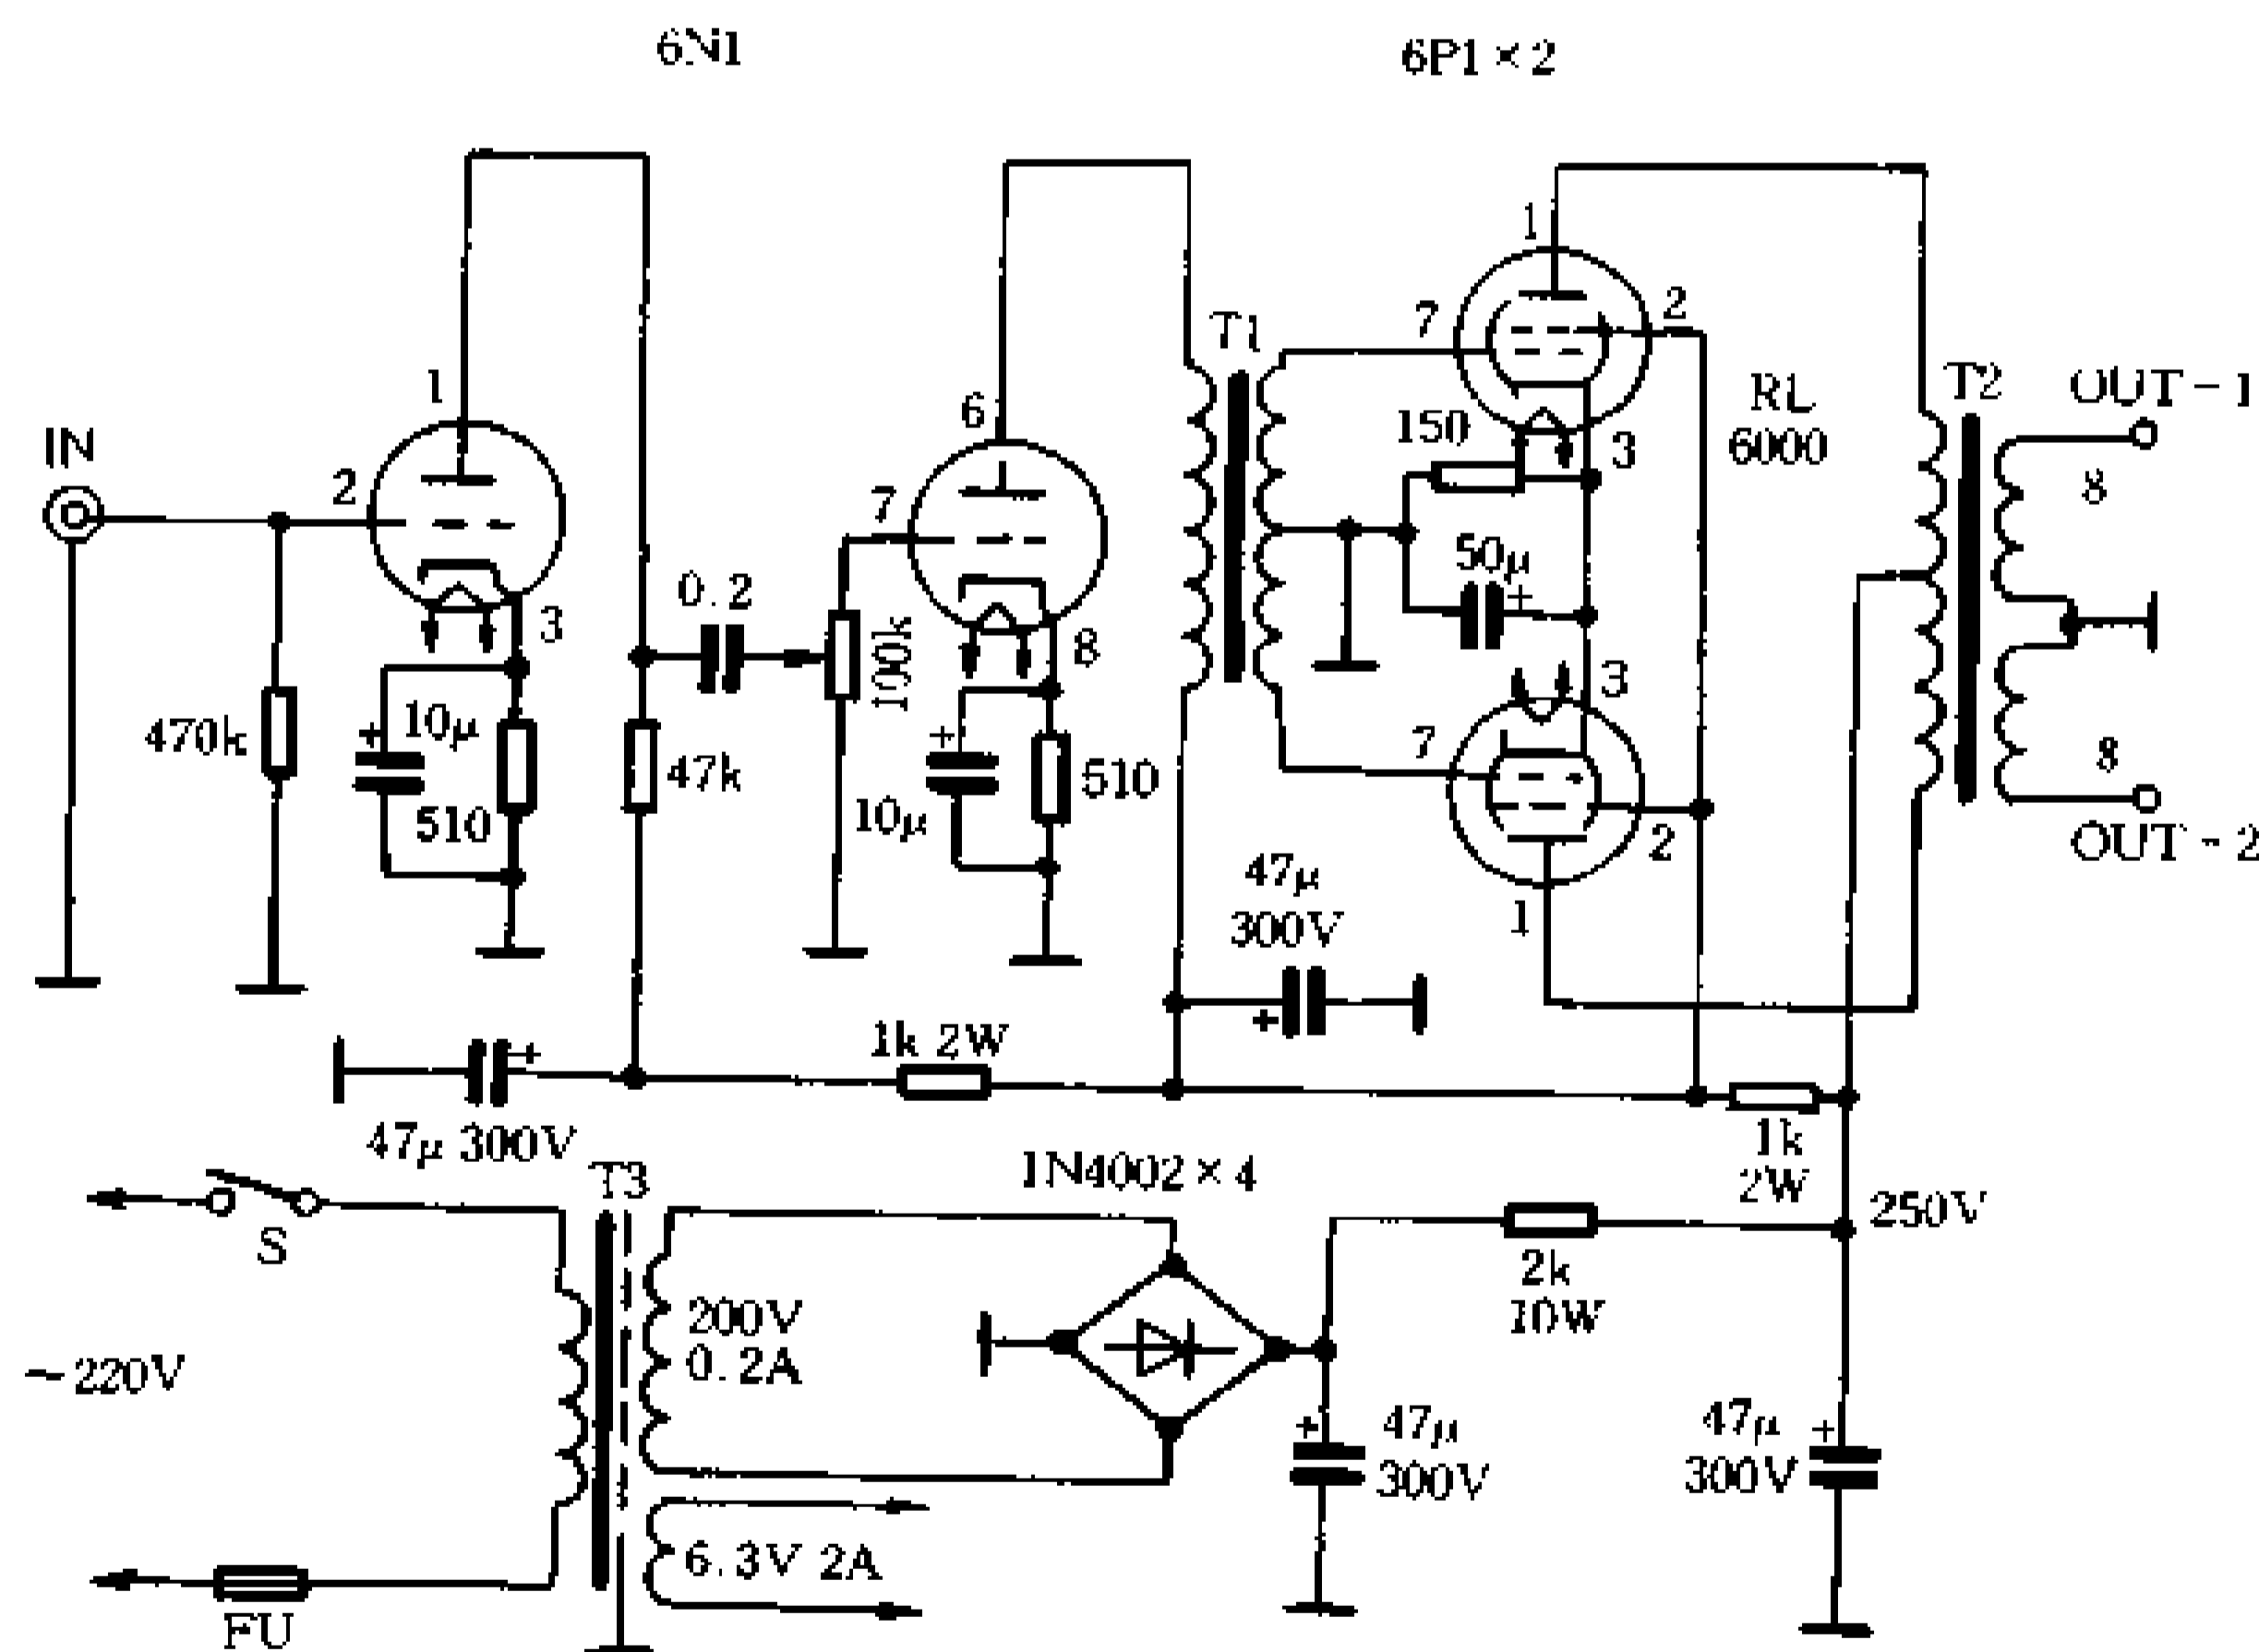 6N1
6P1×2
1
2
T1
7
T2
OUT-1
1
6
150
RL
6000
3
IN
2
7
8
50μ
+
0.2
3
8
100k
3
+
10μ
470k
+
47k
7
8
510
510
10μ
2
OUT-2
47μ
300V
1
+
1k 2W
+
47μ 300V
1k
2W
T3
1N4002×4
250V
S
2k
10W
200V
0.2A
~220V
+
47μ
300V
47μ
300V
+
6.3V 2A
FU